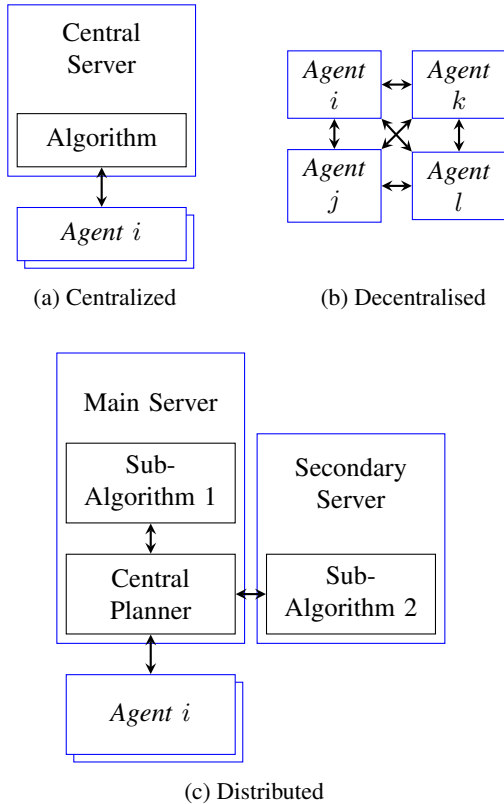 Central
Server
Algorithm
Agent i
(a) Centralized
Agent
i
Agent
k
Agent
j
Agent
l
(b) Decentralised
Main Server
Sub-
Algorithm 1
Central
Planner
Secondary
Server
Sub-
Algorithm 2
Agent i
(c) Distributed